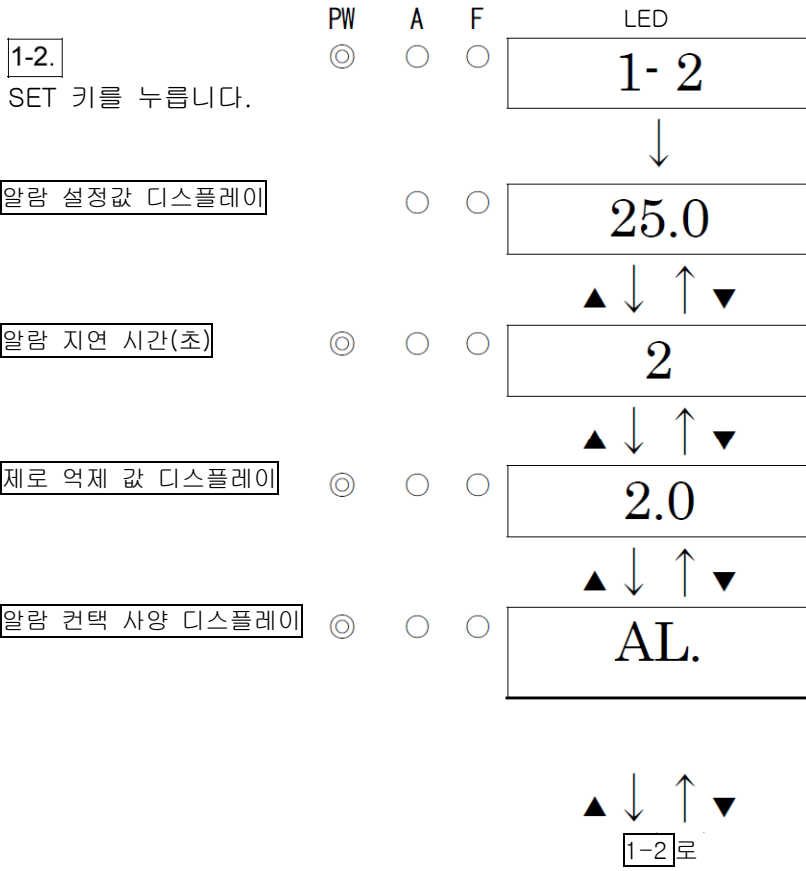 PW A F LED
1-2. ◎ ○ ○ 1- 2
SET 키를 누릅니다.
↓
알람 설정값 디스플레이 ○ ○ 25.0
▲ ↓ ↑ ▼
알람 지연 시간(초) ◎ ○ ○ 2
▲ ↓ ↑ ▼
제로 억제 값 디스플레이 ◎ ○ ○ 2.0
▲ ↓ ↑ ▼
알람 컨택 사양 디스플레이 ◎ ○ ○ AL.
▲ ↓ ↑ ▼
1-2로